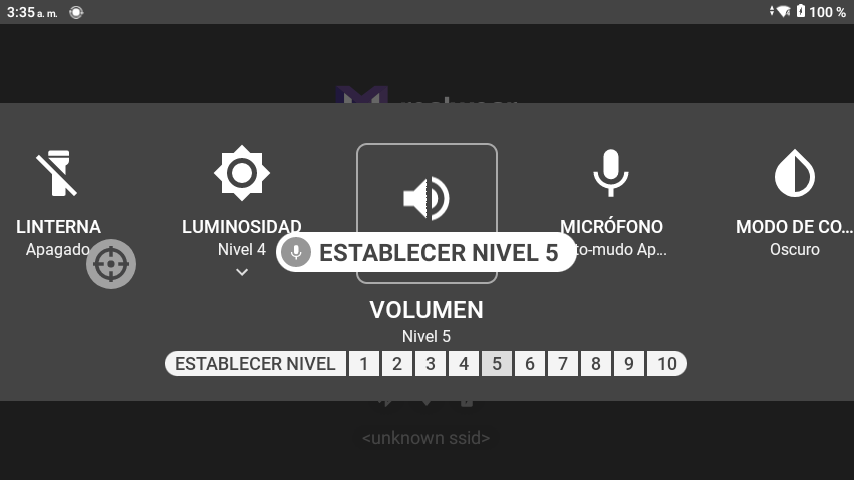 3:35 a. m.
100 %
LINTERNA
Apagado
LUMINOSIDAD
Nivel 4
MICRÓFONO
to-mudo Ap...
MODO DE CO...
Oscuro
ESTABLECER NIVEL 5
VOLUMEN
Nivel 5
ESTABLECER NIVEL 1 2 3 4 5 6 7 8 9 10
<unknown ssid>